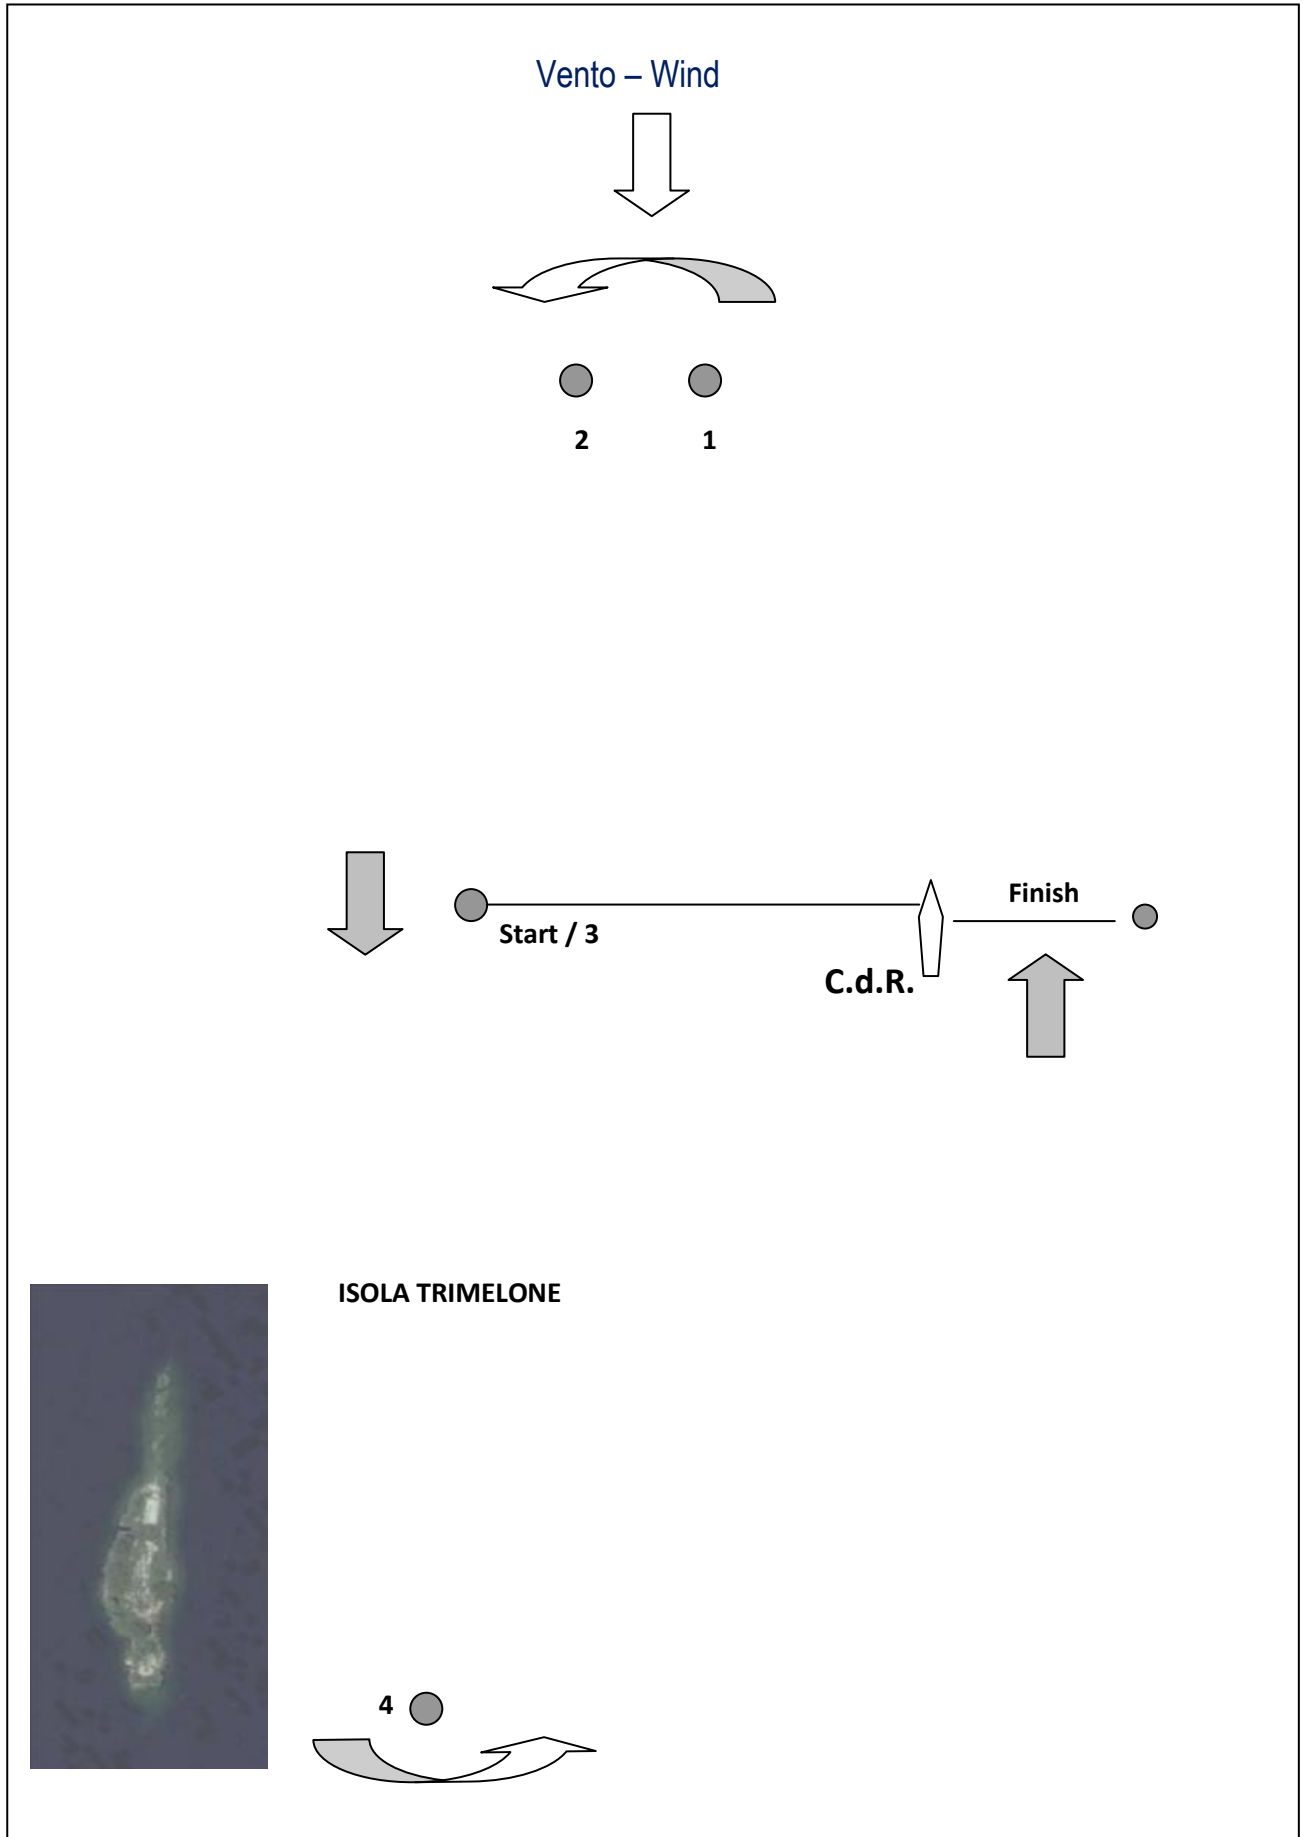 Vento – Wind
2
1
Finish
Start / 3
C.d.R.
ISOLA TRIMELONE
4